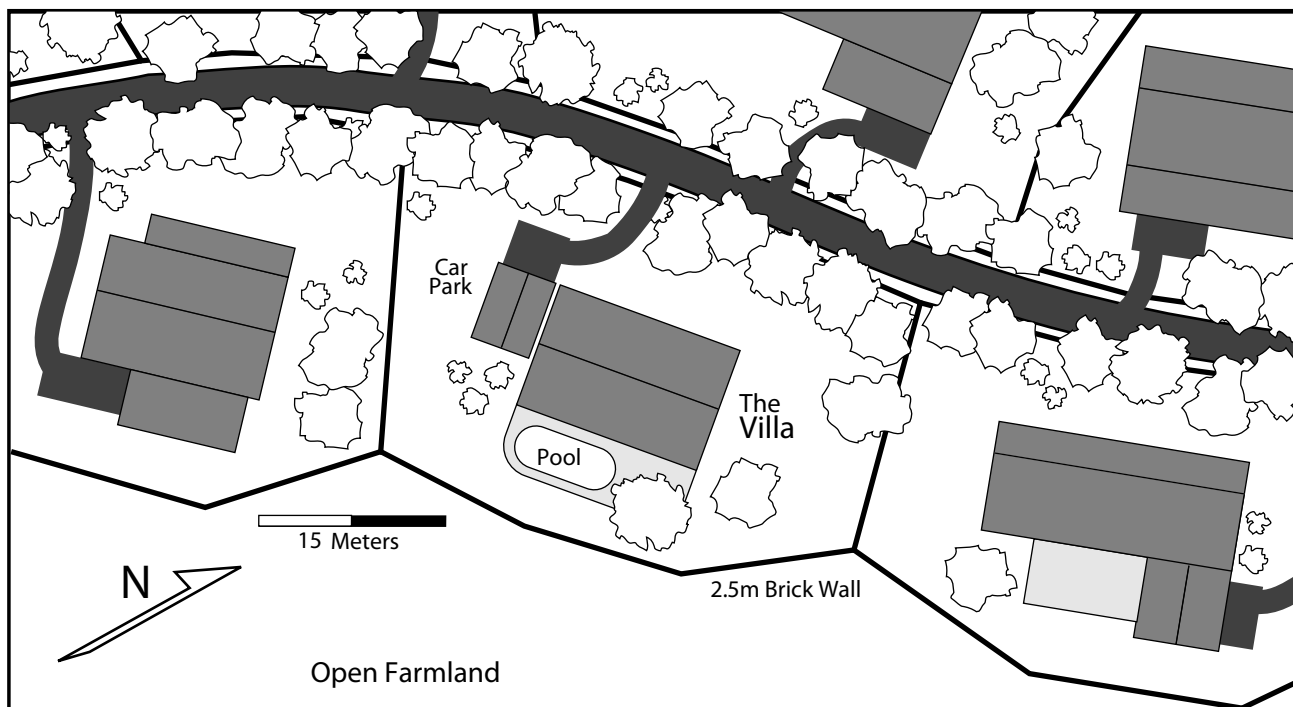 Car
Park
The
Villa
Pool
15 Meters
2.5m Brick Wall
N
Open Farmland